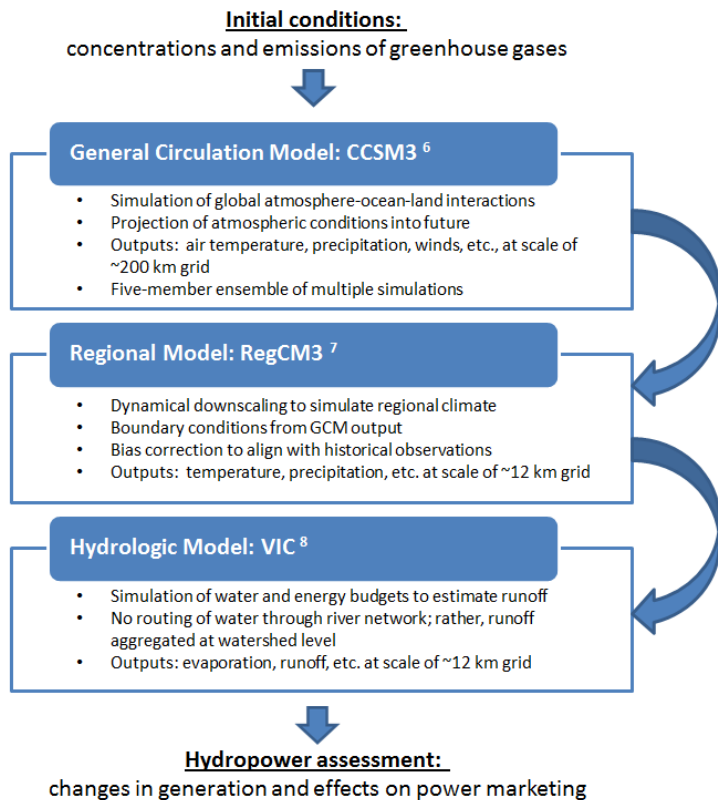 Initial conditions:
concentrations and emissions of greenhouse gases
General Circulation Model: CCSM3 6
• Simulation of global atmosphere-ocean-land interactions
• Projection of atmospheric conditions into future
• Outputs: air temperature, precipitation, winds, etc., at scale of
~200 km grid
• Five-member ensemble of multiple simulations
Regional Model: RegCM3 7
• Dynamical downscaling to simulate regional climate
• Boundary conditions from GCM output
• Bias correction to align with historical observations
• Outputs: temperature, precipitation, etc. at scale of ~12 km grid
Hydrologic Model: VIC 8
• Simulation of water and energy budgets to estimate runoff
• No routing of water through river network; rather, runoff
aggregated at watershed level
• Outputs: evaporation, runoff, etc. at scale of ~12 km grid
Hydropower assessment:
changes in generation and effects on power marketing